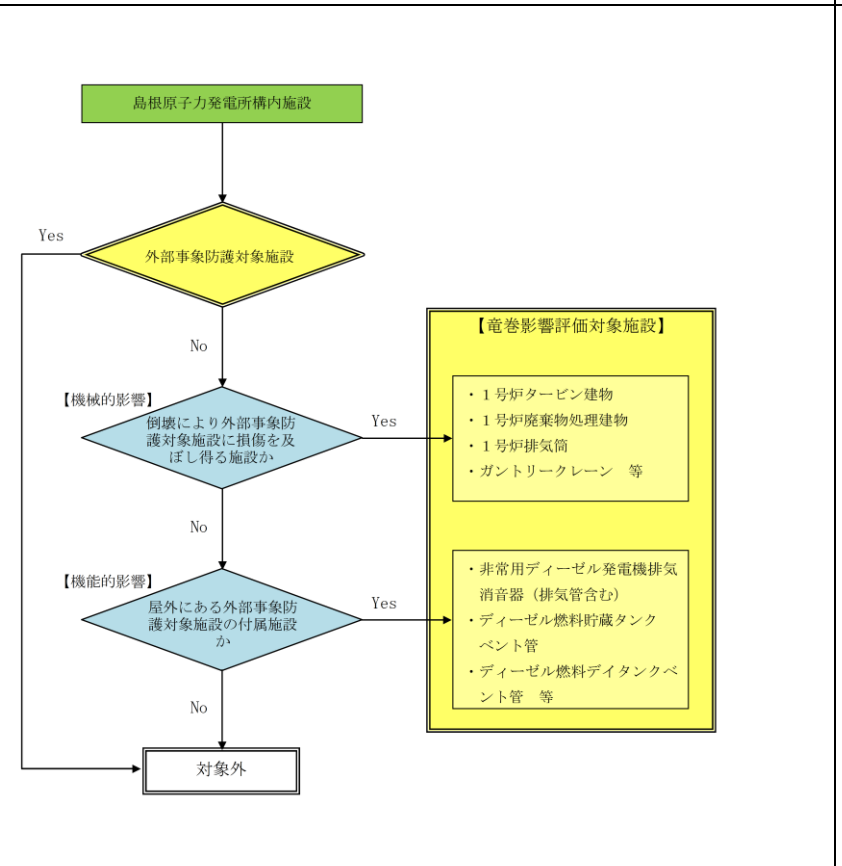 島根原子力発電所構内施設
Yes
外部事象防護対象施設
No
【機械的影響】
倒壊により外部事象防
護対象施設に損傷を及
ぼし得る施設か
Yes
No
【機能的影響】
屋外にある外部事象防
護対象施設の付属施設
か
Yes
No
対象外
【竜巻影響評価対象施設】
・１号炉タービン建物
・１号炉廃棄物処理建物
・１号炉排気筒
・ガントリークレーン　等
・非常用ディーゼル発電機排気
消音器（排気管含む）
・ディーゼル燃料貯蔵タンク
ベント管
・ディーゼル燃料デイタンクベ
ント管　等